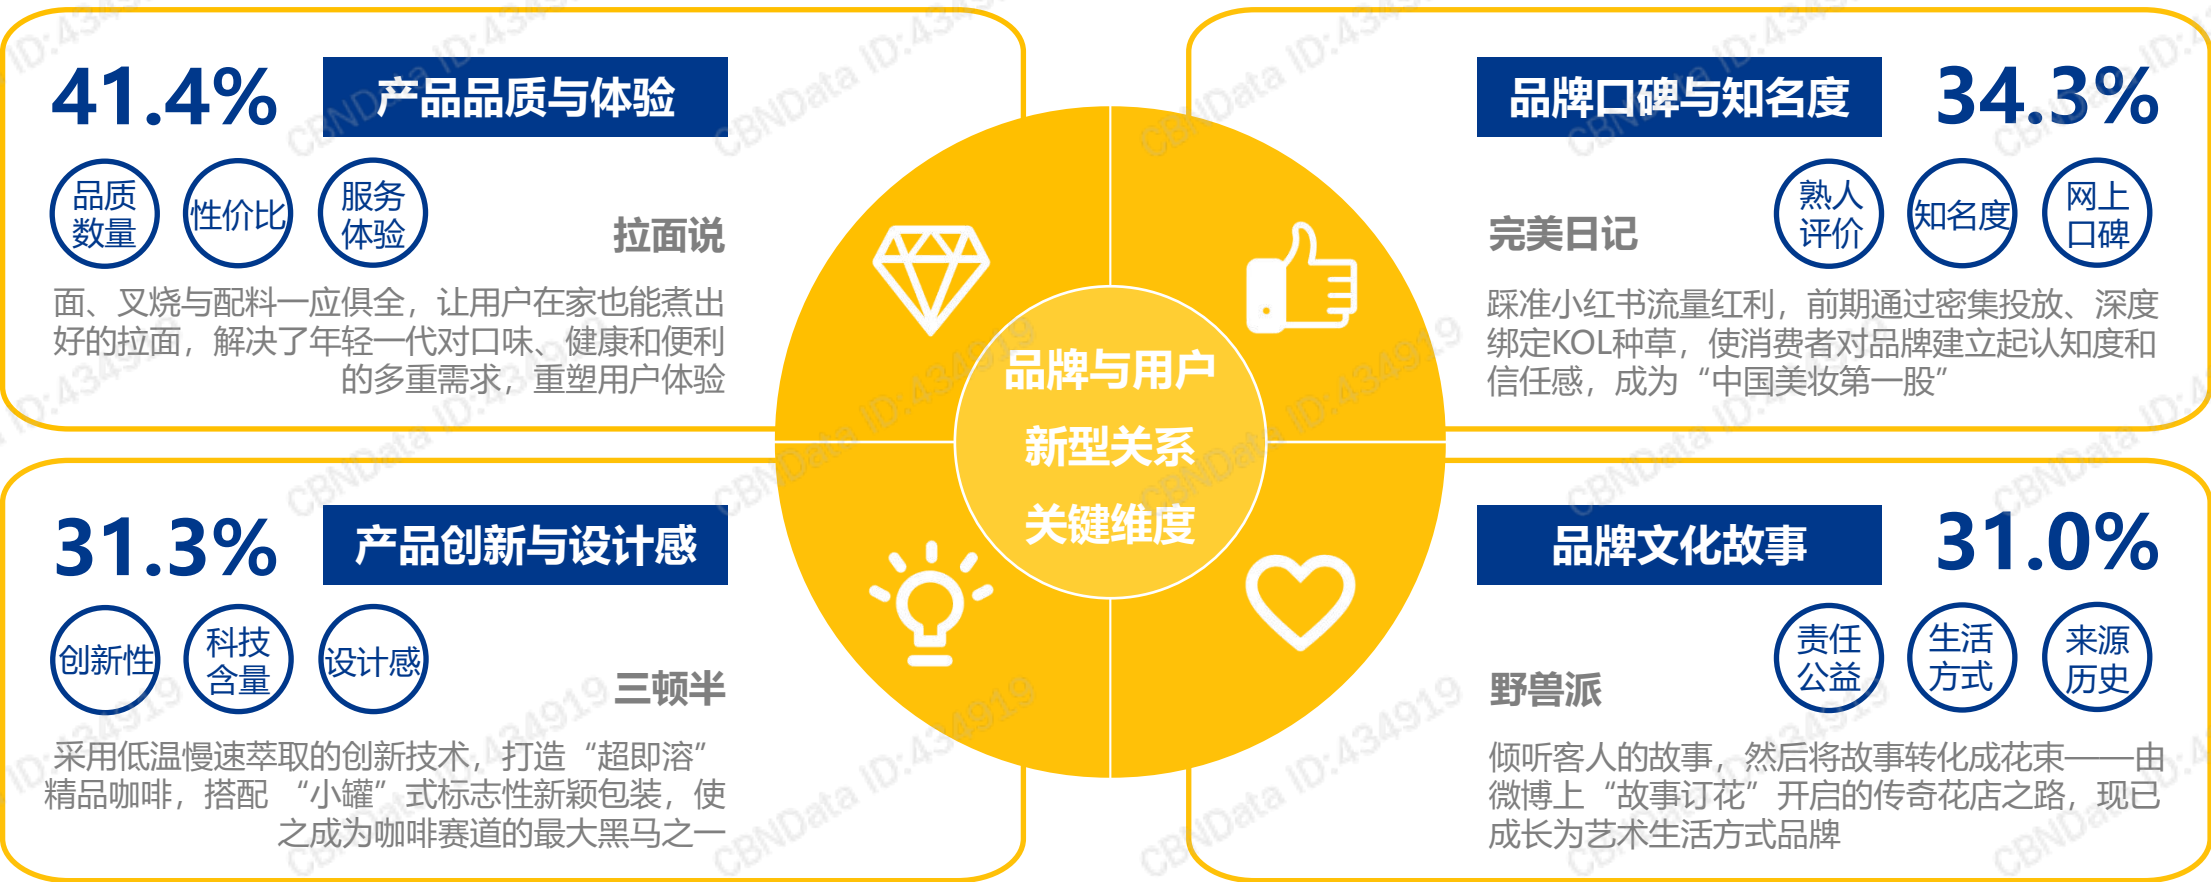 41.4%
产品品质与体验
品质
数量
性价比
服务
体验
拉面说
面、叉烧与配料一应俱全，让用户在家也能煮出
好的拉面，解决了年轻一代对口味、健康和便利
的多重需求，重塑用户体验
品牌口碑与知名度
34.3%
完美日记
熟人
评价
知名度
网上
口碑
踩准小红书流量红利，前期通过密集投放、深度
绑定KOL种草，使消费者对品牌建立起认知度和
信任感，成为“中国美妆第一股”
品牌与用户
新型关系
关键维度
31.3%
产品创新与设计感
创新性
科技
含量
设计感
三顿半
采用低温慢速萃取的创新技术，打造“超即溶”
精品咖啡，搭配 “小罐”式标志性新颖包装，使
之成为咖啡赛道的最大黑马之一
品牌文化故事
31.0%
野兽派
责任
公益
生活
方式
来源
历史
倾听客人的故事，然后将故事转化成花束——由
微博上“故事订花”开启的传奇花店之路，现已
成长为艺术生活方式品牌
CBNData ID:434919